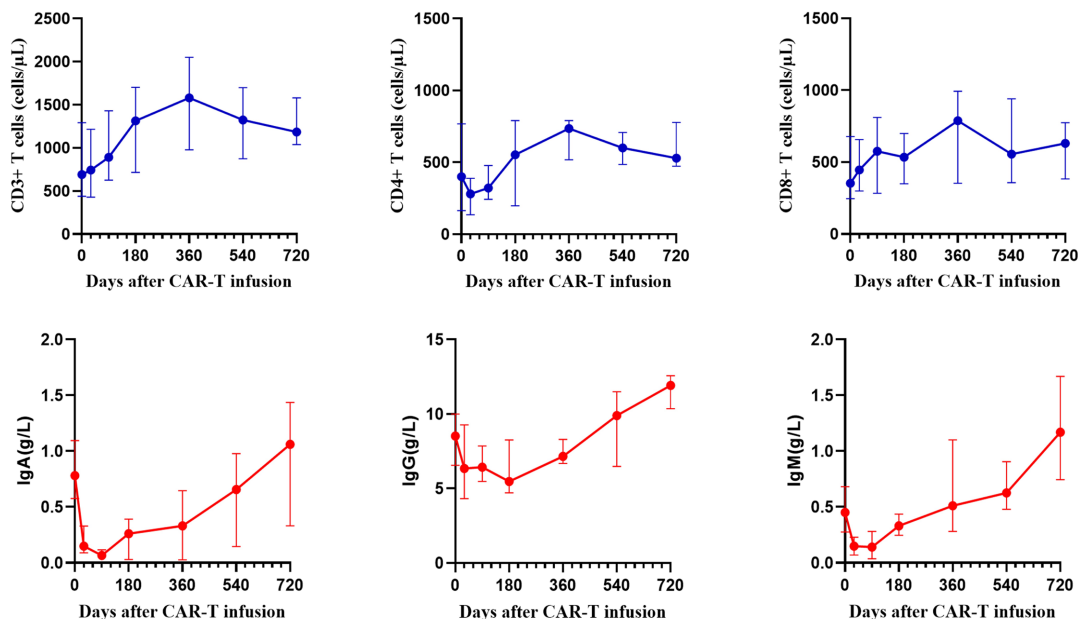 CD3+ T cells (cells/μL)
2500
2000
1500
1000
500
0
0 180 360 540 720
Days after CAR-T infusion
CD4+ T cells (cells/μL)
1500
1000
500
0
0 180 360 540 720
Days after CAR-T infusion
CD8+ T cells (cells/μL)
1500
1000
500
0
0 180 360 540 720
Days after CAR-T infusion
IgA(g/L)
2.0
1.5
1.0
0.5
0.0
0 180 360 540 720
Days after CAR-T infusion
IgG(g/L)
15
10
5
0
0 180 360 540 720
Days after CAR-T infusion
IgM(g/L)
2.0
1.5
1.0
0.5
0.0
0 180 360 540 720
Days after CAR-T infusion